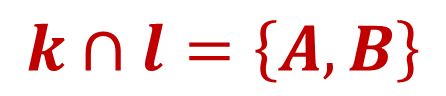 k ∩ l = {A, B}